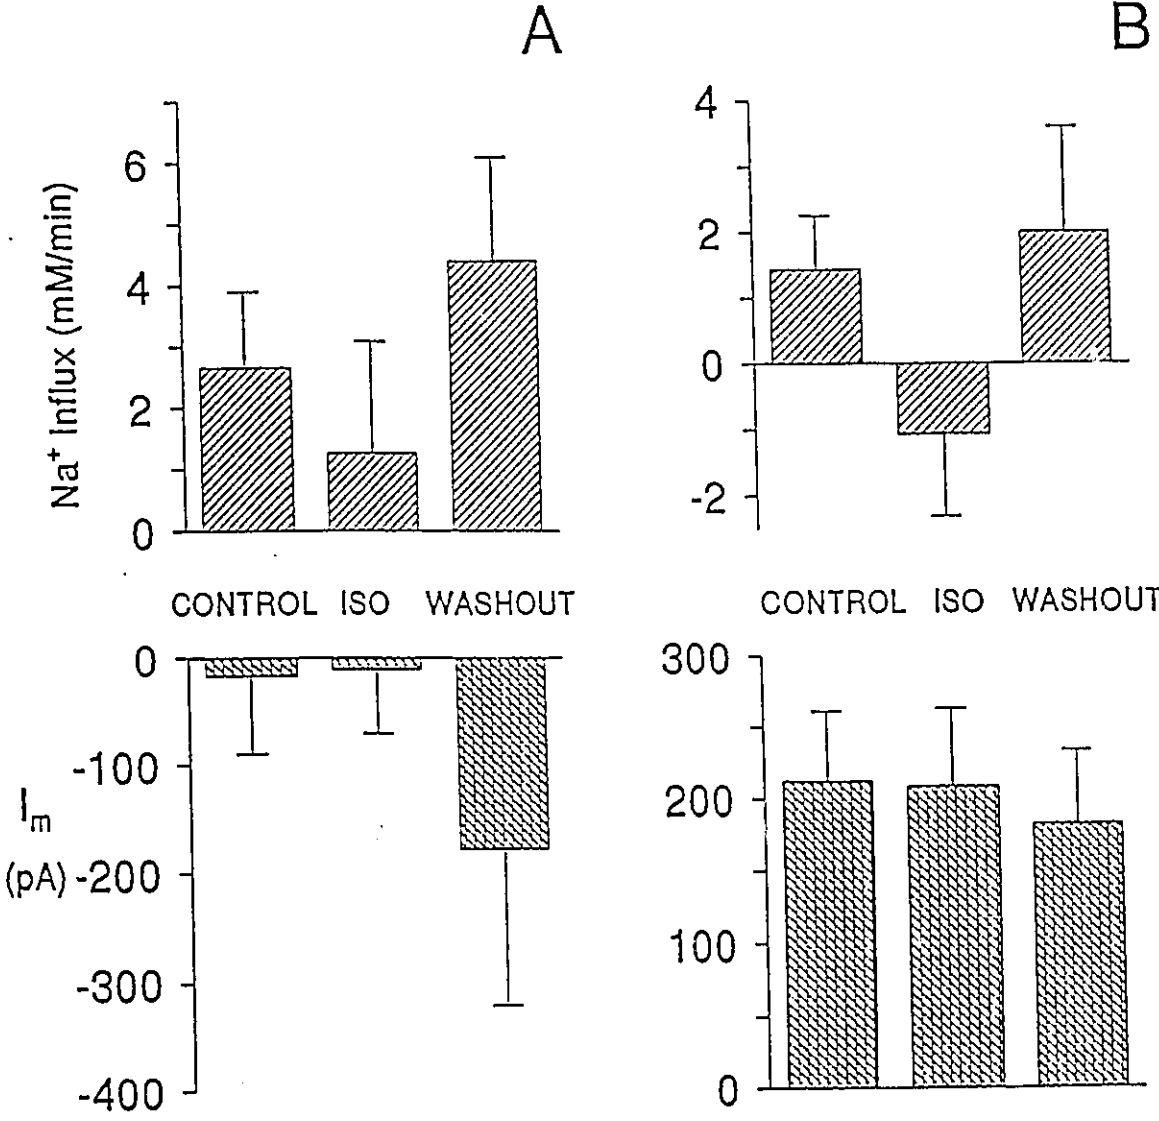 A
B
Na⁺ Influx (mM/min)
6
4
2
0
4
2
0
-2
CONTROL ISO WASHOUT
CONTROL ISO WASHOUT
Iₘ
(pA)
0
-100
-200
-300
-400
300
200
100
0